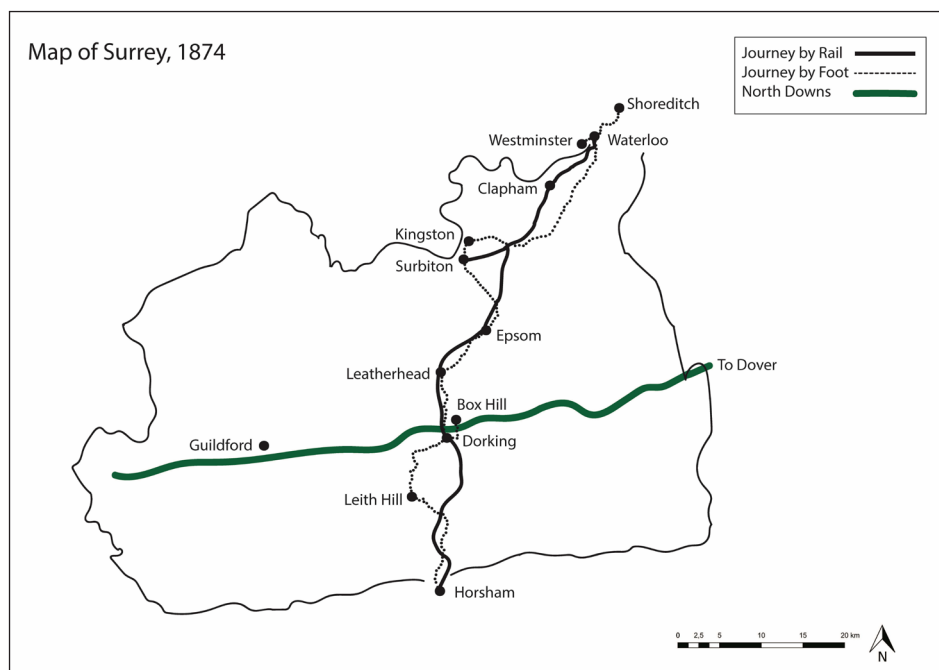 Map of Surrey, 1874
Journey by Rail
Journey by Foot
North Downs
Shoreditch
Westminster
Waterloo
Clapham
Kingston
Surbiton
Epsom
Leatherhead
To Dover
Box Hill
Guildford
Dorking
Leith Hill
Horsham
0 2,5 5 10 15 20 km
N